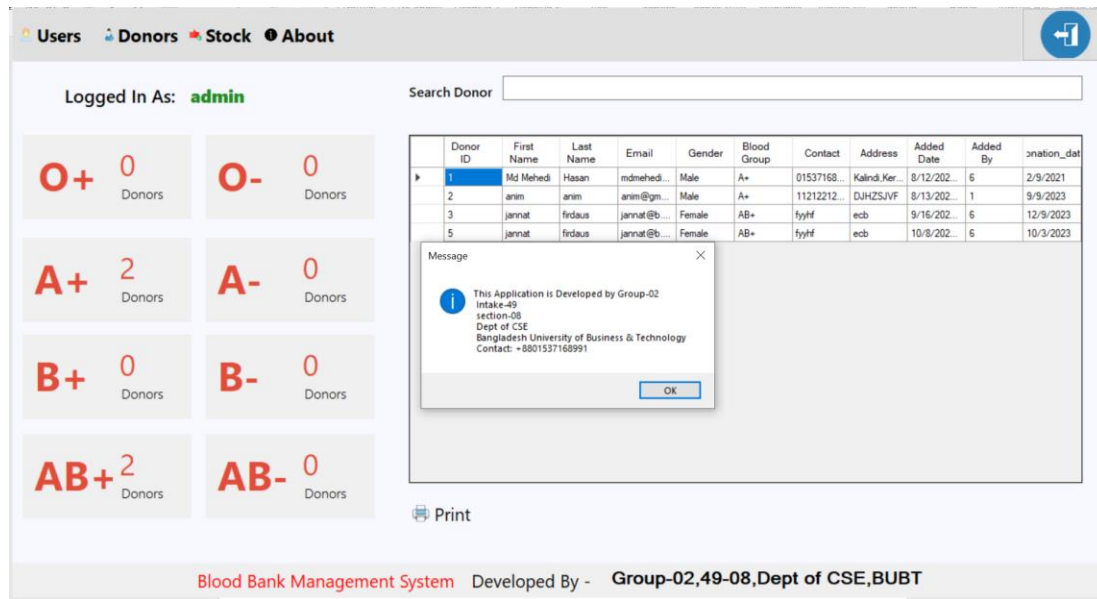 Users Donors Stock About
Logged In As: admin
Search Donor
O+ 0 Donors
O- 0 Donors
A+ 2 Donors
A- 0 Donors
B+ 0 Donors
B- 0 Donors
AB+ 2 Donors
AB- 0 Donors
Donor ID First Name Last Name Email Gender Blood Group Contact Address Added Date Added By onation_dat
1 Md Mehedi Hasan mdmehedi... Male A+ 01537168... Kalindi,Ker... 8/12/202... 6 2/9/2021
2 anim anim anim@gm... Male A+ 11212212... DJHZSJVF 8/13/202... 1 9/9/2023
3 jannat firdaus jannat@b... Female AB+ fyyhf ecb 9/16/202... 6 12/9/2023
5 jannat firdaus jannat@b... Female AB+ fyyhf ecb 10/8/202... 6 10/3/2023
Message
This Application is Developed by Group-02
Intake-49
section-08
Dept of CSE
Bangladesh University of Business & Technology
Contact: +8801537168991
OK
Print
Blood Bank Management System Developed By - Group-02,49-08,Dept of CSE,BUBT